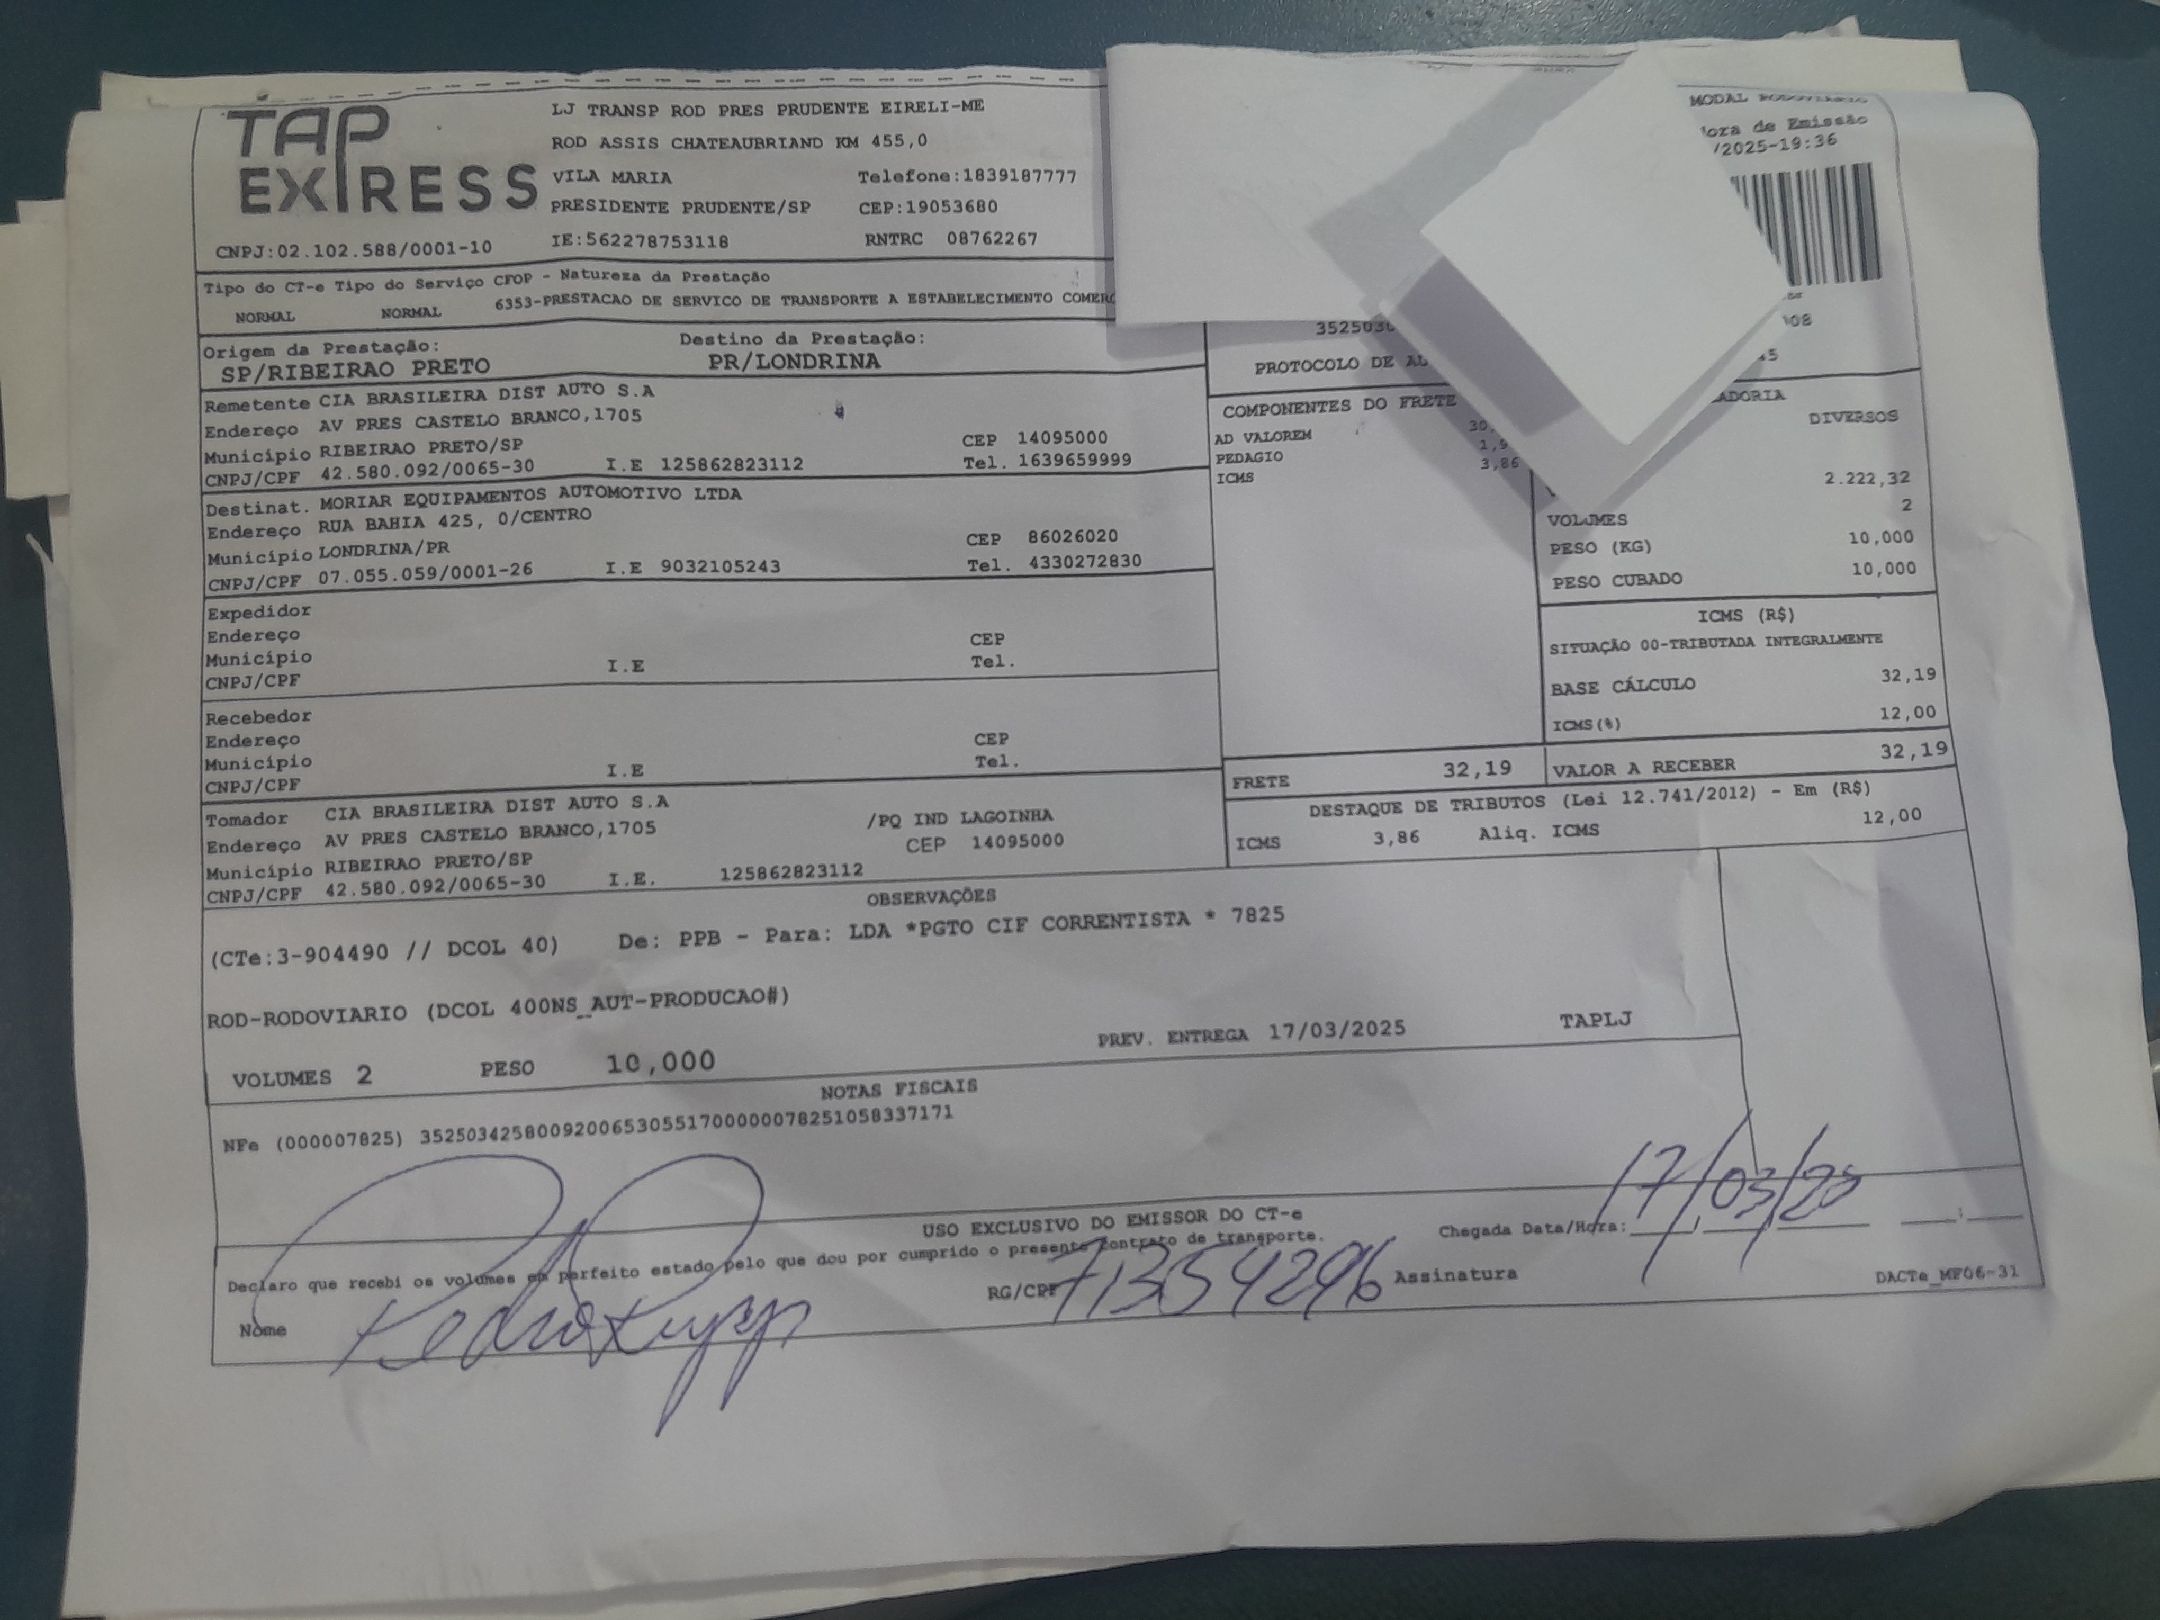 TAP
EXPRESS
LJ TRANSP ROD PRES PRUDENTE EIRELI-ME
ROD ASSIS CHATEAUBRIAND KM 455,0
VILA MARIA Telefone:1839187777
PRESIDENTE PRUDENTE/SP CEP:19053680
CNPJ:02.102.588/0001-10 IE:562278753118 RNTRC 08762267
MODAL RODOVIARIO
de Emissão
/2025-19:36
Tipo do CT-e Tipo do Serviço CFOP - Natureza da Prestação
NORMAL NORMAL 6353-PRESTACAO DE SERVICO DE TRANSPORTE A ESTABELECIMENTO
Origem da Prestação: Destino da Prestação:
SP/RIBEIRAO PRETO PR/LONDRINA
PROTOCOLO DE
Remetente CIA BRASILEIRA DIST AUTO S.A
Endereço AV PRES CASTELO BRANCO,1705
Município RIBEIRAO PRETO/SP CEP 14095000
CNPJ/CPF 42.580.092/0065-30 I.E 125862823112 Tel. 1639659999
Destinat. MORIAR EQUIPAMENTOS AUTOMOTIVO LTDA
Endereço RUA BAHIA 425, 0/CENTRO
Município LONDRINA/PR CEP 86026020
CNPJ/CPF 07.055.059/0001-26 I.E 9032105243 Tel. 4330272830
Expedidor
Endereço
Município CEP
CNPJ/CPF I.E Tel.
Recebedor
Endereço
Município CEP
CNPJ/CPF I.E Tel.
Tomador CIA BRASILEIRA DIST AUTO S.A
Endereço AV PRES CASTELO BRANCO,1705 /PQ IND LAGOINHA
Município RIBEIRAO PRETO/SP CEP 14095000
CNPJ/CPF 42.580.092/0065-30 I.E. 125862823112
COMPONENTES DO FRETE
AD VALOREM
PEDAGIO
ICMS 3,86
DIVERSOS
2.222,32
VOLUMES 2
PESO (KG) 10,000
PESO CUBADO 10,000
ICMS (R$)
SITUAÇÃO 00-TRIBUTADA INTEGRALMENTE
BASE CÁLCULO 32,19
ICMS(%) 12,00
FRETE 32,19 VALOR A RECEBER 32,19
DESTAQUE DE TRIBUTOS (Lei 12.741/2012) - Em (R$)
ICMS 3,86 Aliq. ICMS 12,00
OBSERVAÇÕES
(CTe:3-904490 // DCOL 40) De: PPB - Para: LDA *PGTO CIF CORRENTISTA * 7825
ROD-RODOVIARIO (DCOL 400NS_AUT-PRODUCAO#)
PREV. ENTREGA 17/03/2025 TAPLJ
VOLUMES 2 PESO 10,000
NOTAS FISCAIS
NFe (000007825) 35250342580092006530551700000078251058337171
USO EXCLUSIVO DO EMISSOR DO CT-e
Declaro que recebi os volumes em perfeito estado pelo que dou por cumprido o presente contrato de transporte.
Chegada Data/Hora: 17/03/25
Nome Pedro RG/CPF 71354296 Assinatura
DACTe_MF06-31